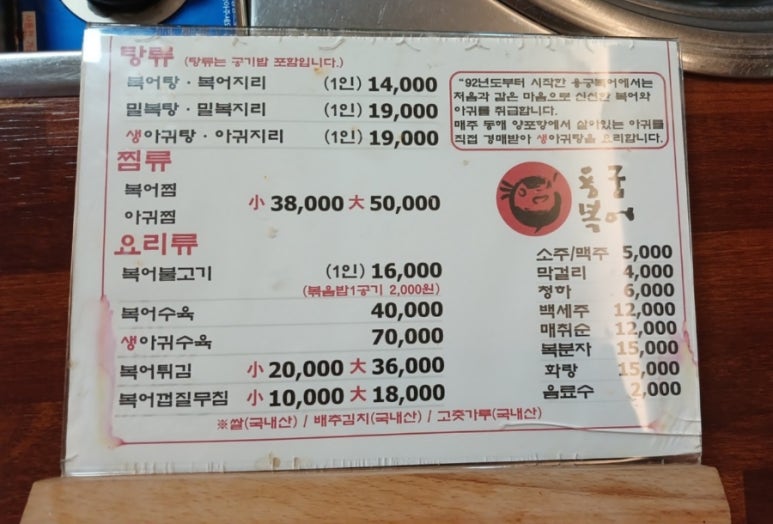 탕류 (탕류는 공기밥 포함입니다.)
복어탕 · 복어지리 (1인) 14,000
밀복탕 · 밀복지리 (1인) 19,000
생아귀탕 · 아귀지리 (1인) 19,000
"92년도부터 시작한 용궁복어에서는
처음과 같은 마음으로 신선한 복어와
아귀를 취급합니다.
매주 동해 양포항에서 살아있는 아귀를
직접 경매받아 생아귀탕을 요리합니다.
찜류
복어찜
아귀찜
小 38,000 大 50,000
용궁
복어
요리류
복어불고기 (1인) 16,000
(볶음밥1공기 2,000원)
복어수육 40,000
생아귀수육 70,000
복어튀김 小 20,000 大 36,000
복어껍질무침 小 10,000 大 18,000
소주/맥주 5,000
막걸리 4,000
청하 6,000
백세주 12,000
매취순 12,000
복분자 15,000
화랑 15,000
음료수 2,000
※쌀(국내산) / 배추김치(국내산) / 고춧가루(국내산)